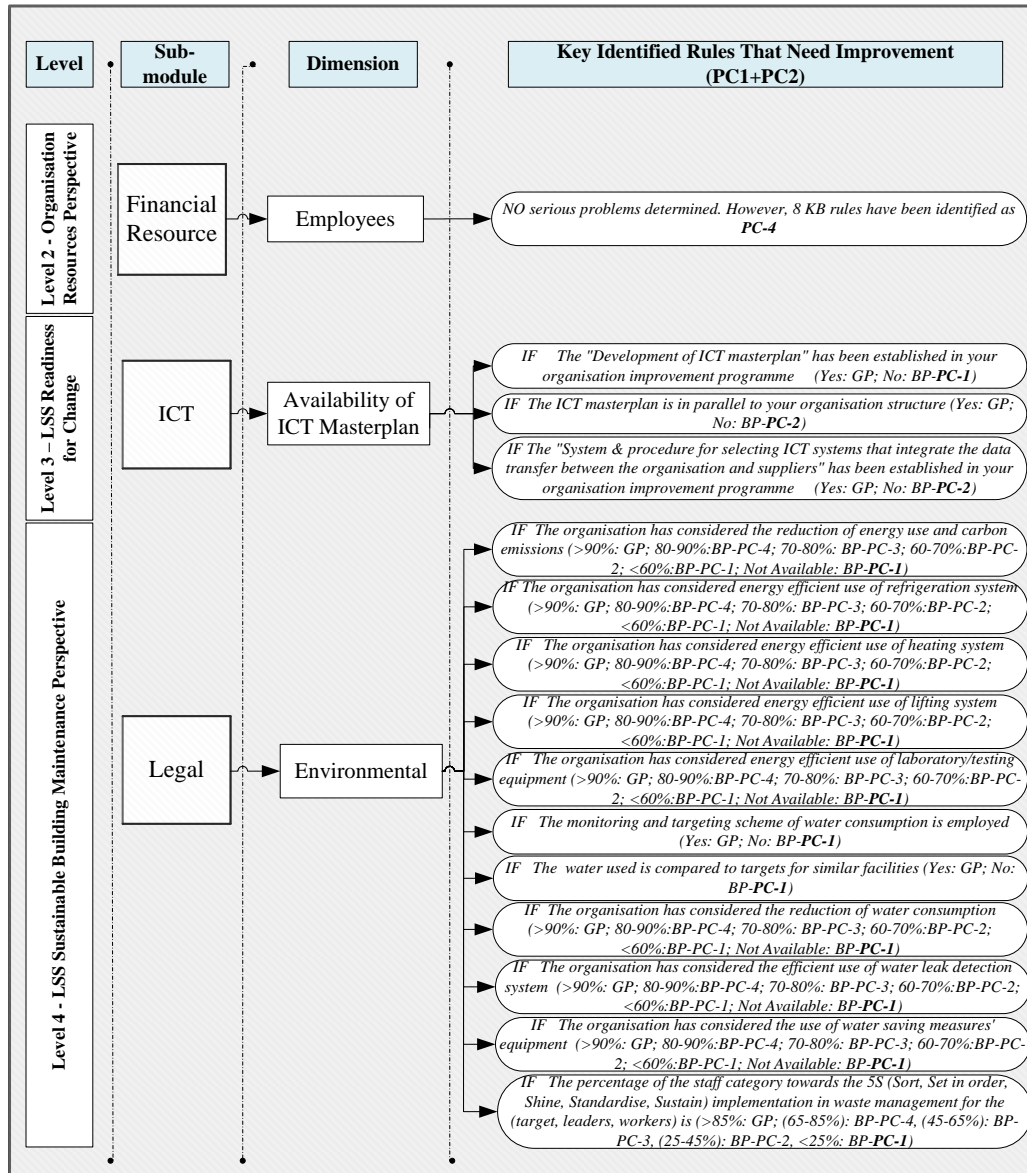 Level
Sub-
module
Dimension
Key Identified Rules That Need Improvement
(PC1+PC2)
Level 2 - Organisation
Resources Perspective
Financial
Resource
Employees
NO serious problems determined. However, 8 KB rules have been identified as
PC-4
Level 3 – LSS Readiness
for Change
ICT
Availability of
ICT Masterplan
IF The "Development of ICT masterplan" has been established in your
organisation improvement programme (Yes: GP; No: BP-PC-1)
IF The ICT masterplan is in parallel to your organisation structure (Yes: GP;
No: BP-PC-2)
IF The "System & procedure for selecting ICT systems that integrate the data
transfer between the organisation and suppliers" has been established in your
organisation improvement programme (Yes: GP; No: BP-PC-2)
Level 4 - LSS Sustainable Building Maintenance Perspective
Legal
Environmental
IF The organisation has considered the reduction of energy use and carbon
emissions (>90%: GP; 80-90%:BP-PC-4; 70-80%: BP-PC-3; 60-70%:BP-PC-
2; <60%:BP-PC-1; Not Available: BP-PC-1)
IF The organisation has considered energy efficient use of refrigeration system
(>90%: GP; 80-90%:BP-PC-4; 70-80%: BP-PC-3; 60-70%:BP-PC-2;
<60%:BP-PC-1; Not Available: BP-PC-1)
IF The organisation has considered energy efficient use of heating system
(>90%: GP; 80-90%:BP-PC-4; 70-80%: BP-PC-3; 60-70%:BP-PC-2;
<60%:BP-PC-1; Not Available: BP-PC-1)
IF The organisation has considered energy efficient use of lifting system
(>90%: GP; 80-90%:BP-PC-4; 70-80%: BP-PC-3; 60-70%:BP-PC-2;
<60%:BP-PC-1; Not Available: BP-PC-1)
IF The organisation has considered energy efficient use of laboratory/testing
equipment (>90%: GP; 80-90%:BP-PC-4; 70-80%: BP-PC-3; 60-70%:BP-PC-
2; <60%:BP-PC-1; Not Available: BP-PC-1)
IF The monitoring and targeting scheme of water consumption is employed
(Yes: GP; No: BP-PC-1)
IF The water used is compared to targets for similar facilities (Yes: GP; No:
BP-PC-1)
IF The organisation has considered the reduction of water consumption
(>90%: GP; 80-90%:BP-PC-4; 70-80%: BP-PC-3; 60-70%:BP-PC-2;
<60%:BP-PC-1; Not Available: BP-PC-1)
IF The organisation has considered the efficient use of water leak detection
system (>90%: GP; 80-90%:BP-PC-4; 70-80%: BP-PC-3; 60-70%:BP-PC-2;
<60%:BP-PC-1; Not Available: BP-PC-1)
IF The organisation has considered the use of water saving measures'
equipment (>90%: GP; 80-90%:BP-PC-4; 70-80%: BP-PC-3; 60-70%:BP-PC-
2; <60%:BP-PC-1; Not Available: BP-PC-1)
IF The percentage of the staff category towards the 5S (Sort, Set in order,
Shine, Standardise, Sustain) implementation in waste management for the
(target, leaders, workers) is (>85%: GP; (65-85%): BP-PC-4, (45-65%): BP-
PC-3, (25-45%): BP-PC-2, <25%: BP-PC-1)